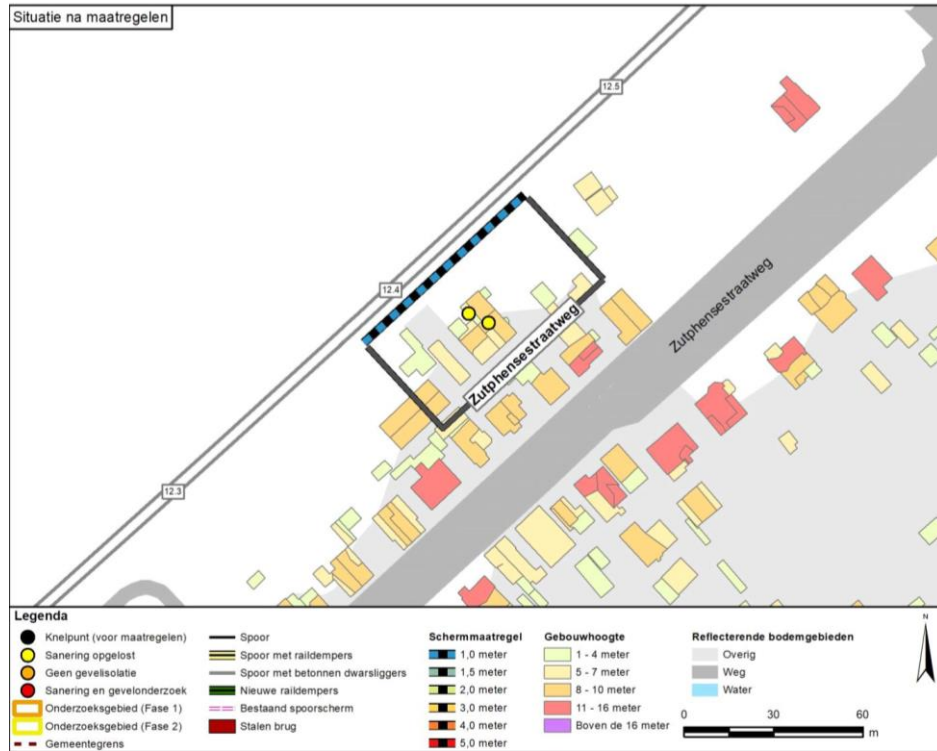 Situatie na maatregelen
12.5
12.4
12.3
Zutphensestraatweg
Zutphensestraatweg
Legenda
Knelpunt (voor maatregelen)
Sanering opgelost
Geen gevelisolatie
Sanering en gevelonderzoek
Onderzoeksgebied (Fase 1)
Onderzoeksgebied (Fase 2)
Gemeentegrens
Spoor
Spoor met raildempers
Spoor met betonnen dwarsliggers
Nieuwe raildempers
Bestaand spoorscherm
Stalen brug
Schermmaatregel
1,0 meter
1,5 meter
2,0 meter
3,0 meter
4,0 meter
5,0 meter
Gebouwhoogte
1 - 4 meter
5 - 7 meter
8 - 10 meter
11 - 16 meter
Boven de 16 meter
Reflecterende bodemgebieden
Overig
Weg
Water
N
0 30 60
m